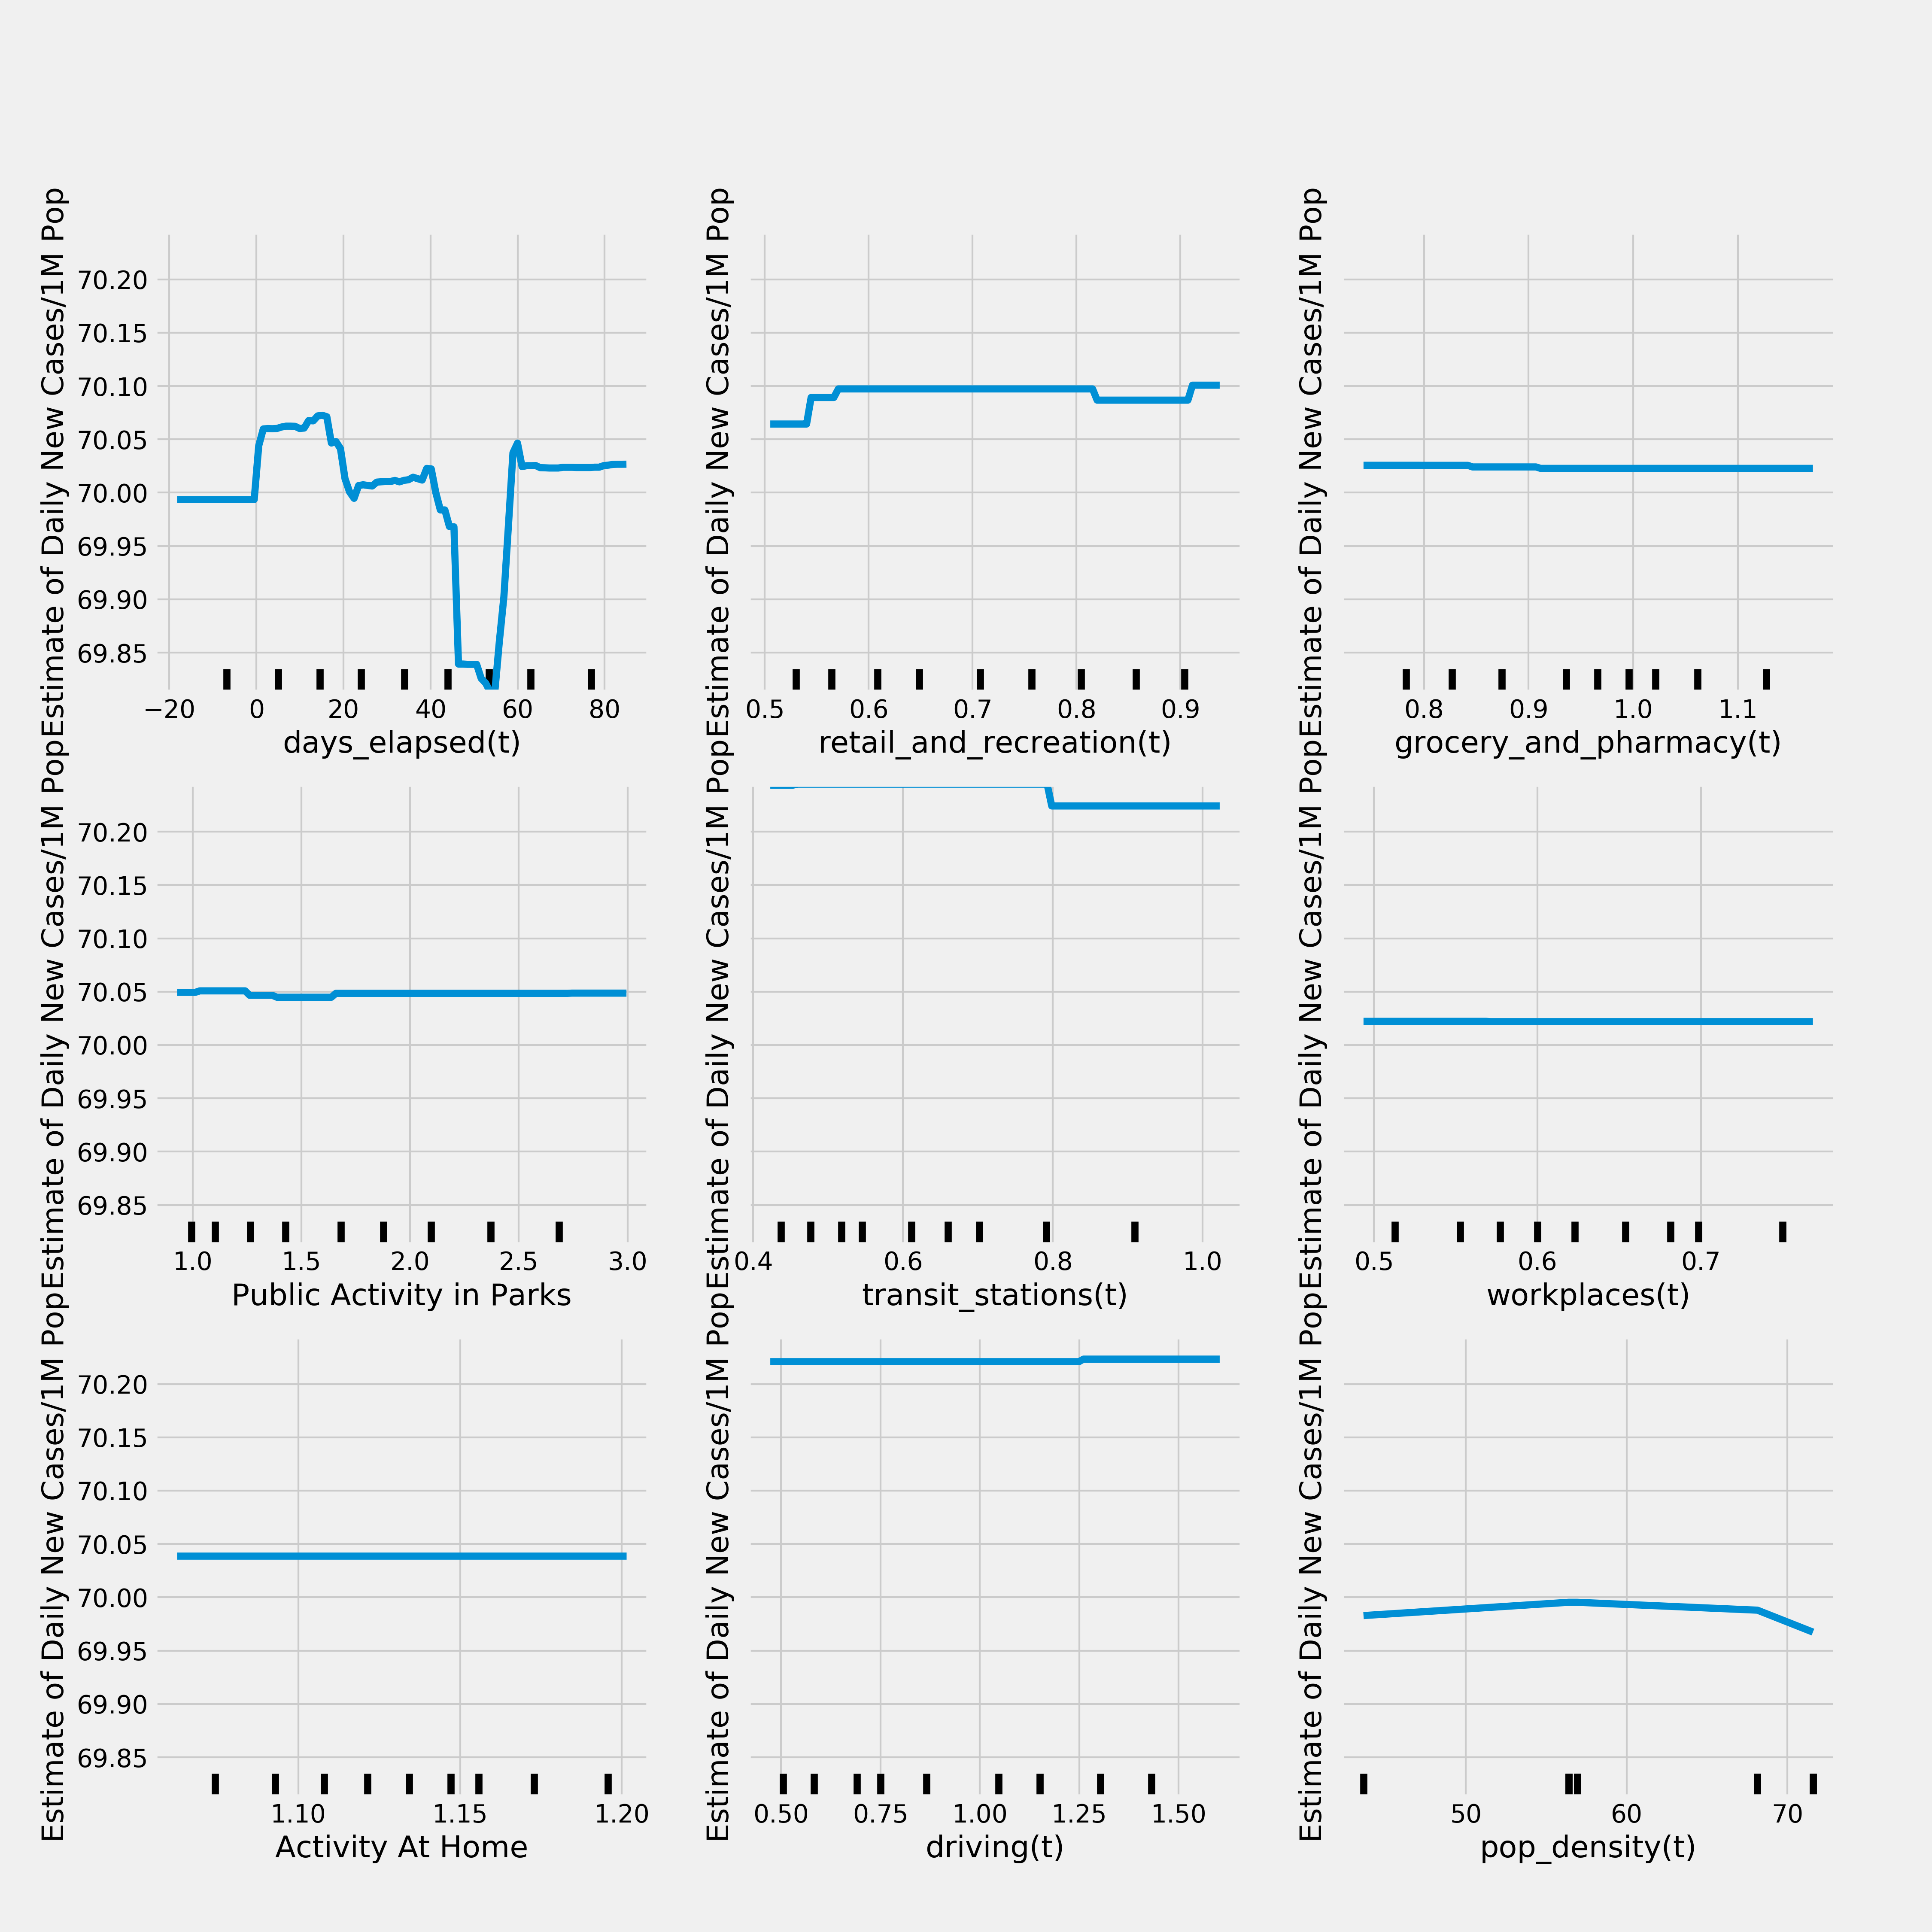 Estimate of Daily New Cases/1M Pop
70.20
70.15
70.10
70.05
70.00
69.95
69.90
69.85
−20 0 20 40 60 80
days_elapsed(t)
Estimate of Daily New Cases/1M Pop
0.5 0.6 0.7 0.8 0.9
retail_and_recreation(t)
Estimate of Daily New Cases/1M Pop
0.8 0.9 1.0 1.1
grocery_and_pharmacy(t)
Estimate of Daily New Cases/1M Pop
70.20
70.15
70.10
70.05
70.00
69.95
69.90
69.85
1.0 1.5 2.0 2.5 3.0
Public Activity in Parks
Estimate of Daily New Cases/1M Pop
0.4 0.6 0.8 1.0
transit_stations(t)
Estimate of Daily New Cases/1M Pop
0.5 0.6 0.7
workplaces(t)
Estimate of Daily New Cases/1M Pop
70.20
70.15
70.10
70.05
70.00
69.95
69.90
69.85
1.10 1.15 1.20
Activity At Home
Estimate of Daily New Cases/1M Pop
0.50 0.75 1.00 1.25 1.50
driving(t)
Estimate of Daily New Cases/1M Pop
50 60 70
pop_density(t)